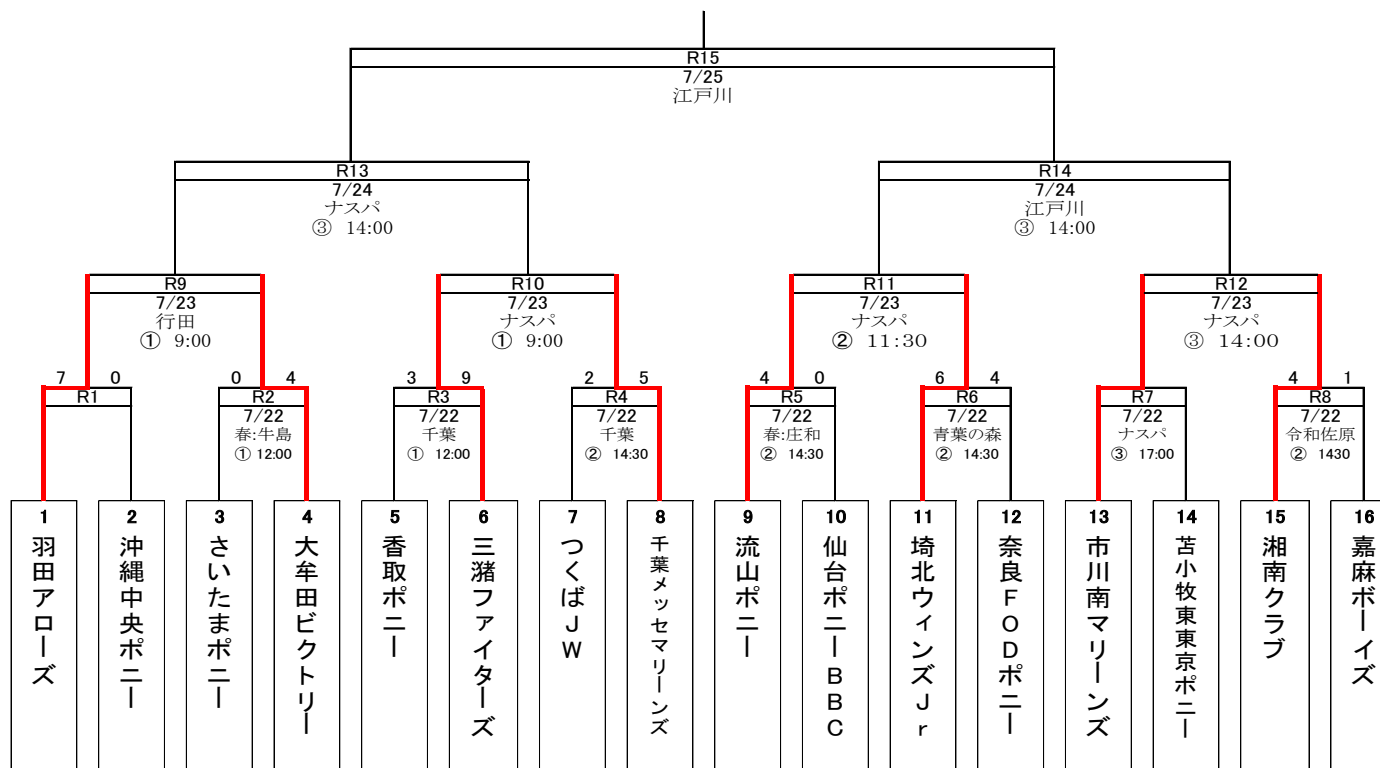 R15
7/25
江戸川
R13
7/24
ナスパ
③ 14:00
R14
7/24
江戸川
③ 14:00
R9
7/23
行田
① 9:00
R10
7/23
ナスパ
① 9:00
R11
7/23
ナスパ
② 11:30
R12
7/23
ナスパ
③ 14:00
7 0
R1
0 4
R2
7/22
春:牛島
① 12:00
3 9
R3
7/22
千葉
① 12:00
2 5
R4
7/22
千葉
② 14:30
4 0
R5
7/22
春:庄和
② 14:30
6 4
R6
7/22
青葉の森
② 14:30
R7
7/22
ナスパ
③ 17:00
4 1
R8
7/22
令和佐原
② 1430
1
羽田アローズ
2
沖縄中央ポニー
3
さいたまポニー
4
大牟田ビクトリー
5
香取ポニー
6
三潴ファイターズ
7
つくばJW
8
千葉メッセマリーンズ
9
流山ポニー
10
仙台ポニーBBC
11
埼北ウィンズJr
12
奈良FODポニー
13
市川南マリーンズ
14
苫小牧東東京ポニー
15
湘南クラブ
16
嘉麻ボーイズ